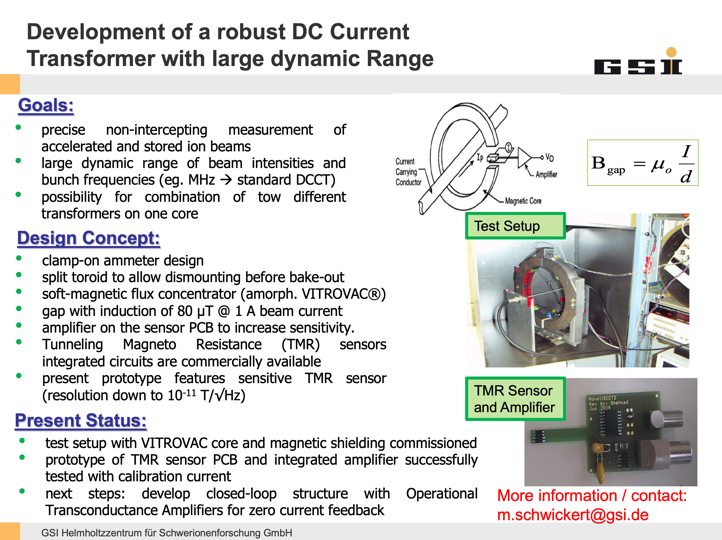 Development of a robust DC Current
Transformer with large dynamic Range
GSI
Goals:
• precise non-intercepting measurement of
accelerated and stored ion beams
• large dynamic range of beam intensities and
bunch frequencies (eg. MHz → standard DCCT)
• possibility for combination of tow different
transformers on one core
Design Concept:
• clamp-on ammeter design
• split toroid to allow dismounting before bake-out
• soft-magnetic flux concentrator (amorph. VITROVAC®)
• gap with induction of 80 µT @ 1 A beam current
• amplifier on the sensor PCB to increase sensitivity.
• Tunneling Magneto Resistance (TMR) sensors
integrated circuits are commercially available
• present prototype features sensitive TMR sensor
(resolution down to 10⁻¹¹ T/√Hz)
Present Status:
• test setup with VITROVAC core and magnetic shielding commissioned
• prototype of TMR sensor PCB and integrated amplifier successfully
tested with calibration current
• next steps: develop closed-loop structure with Operational
Transconductance Amplifiers for zero current feedback
Current
Carrying
Conductor
Ip
I
Vo
Amplifier
Magnetic Core
B gap = μo I/d
Test Setup
TMR Sensor
and Amplifier
NovelDCCT2
Rev. by: Shehzad
Jun 2014
More information / contact:
m.schwickert@gsi.de
GSI Helmholtzzentrum für Schwerionenforschung GmbH